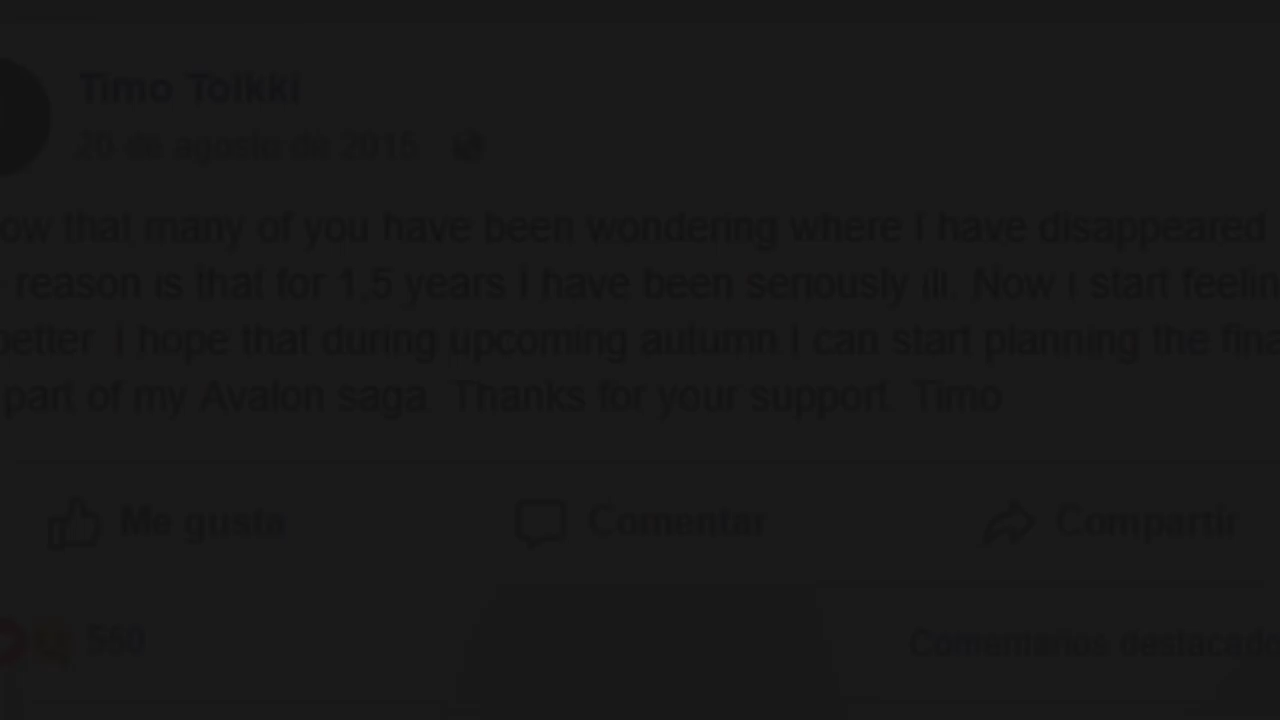 Timo Tolkki
20 de agosto de 2015
ow that many of you have been wondering where I have disappeared
reason is that for 1,5 years I have been seriously ill. Now i start feelin
better. I hope that during upcoming autumn I can start planning the fina
part of my Avalon saga. Thanks for your support. Timo
Me gusta Comentar Compartir
550 Comentarios destacado